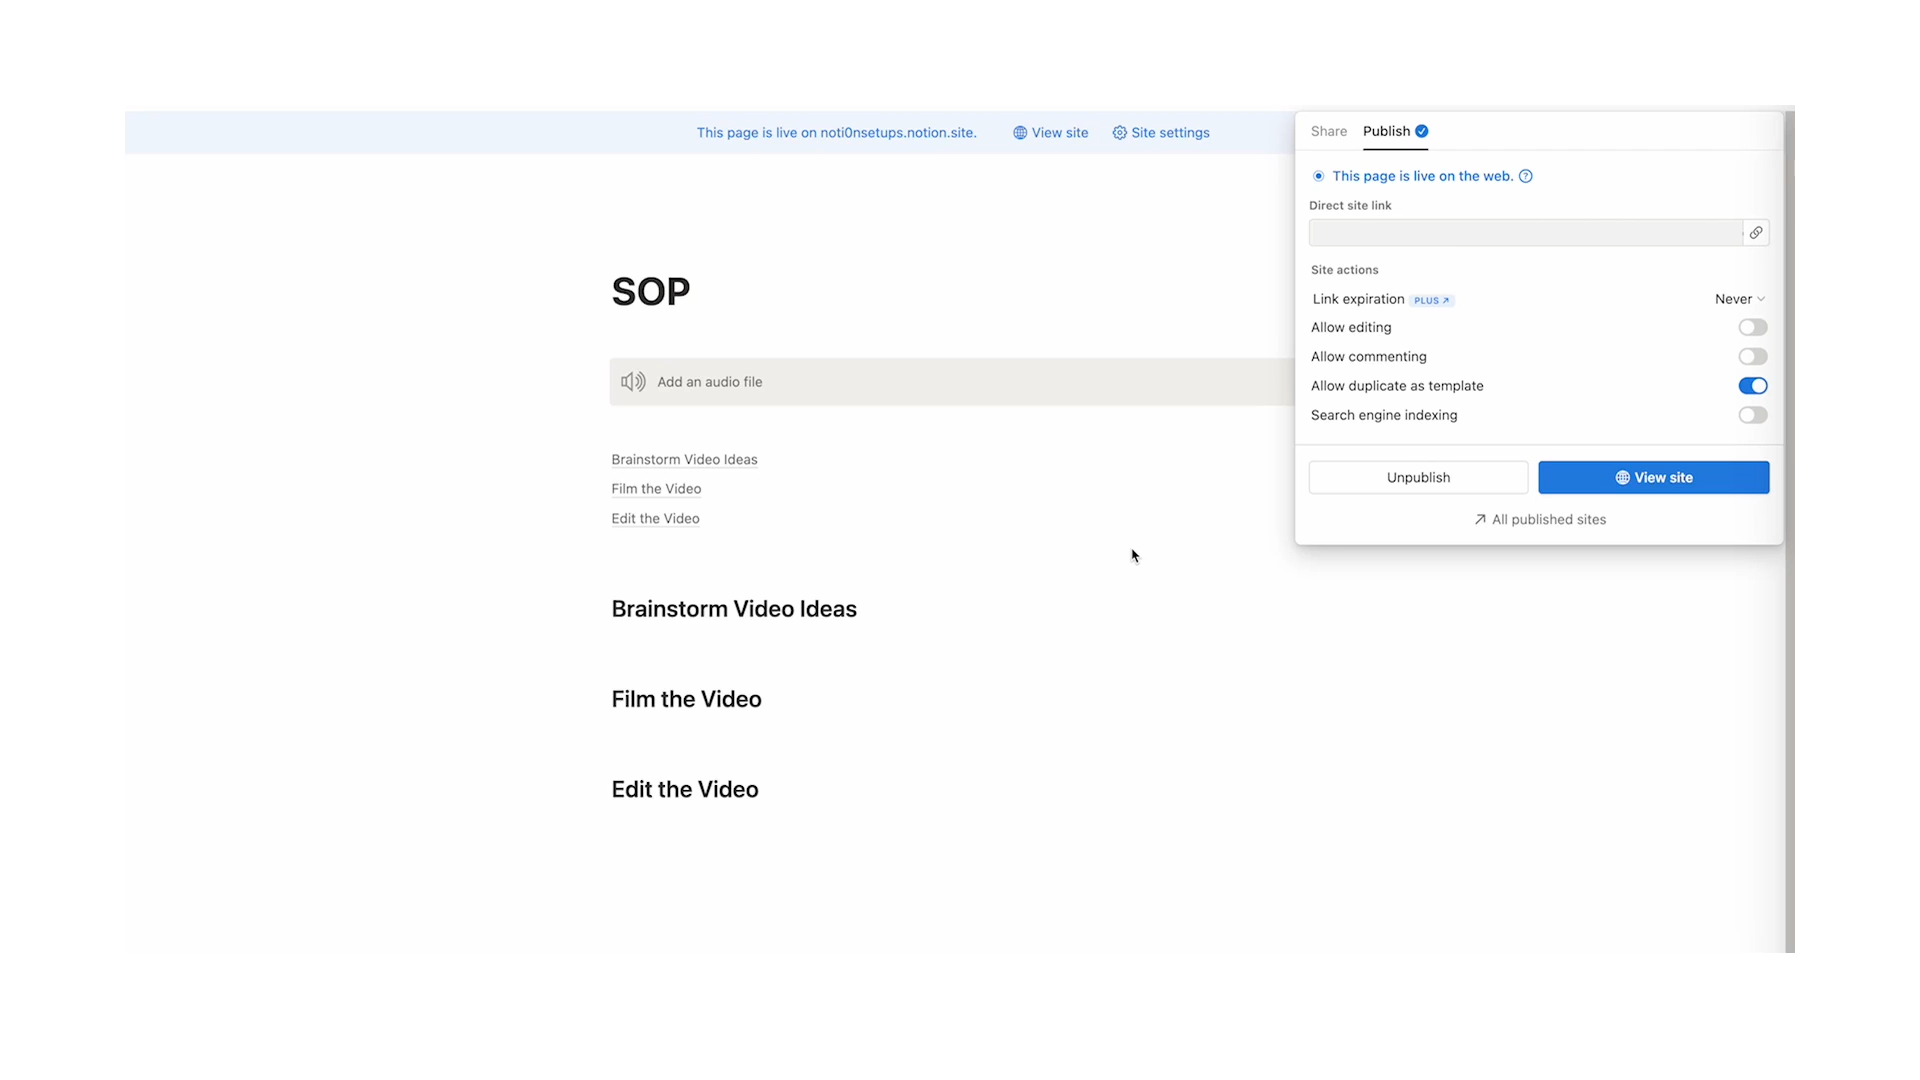 This page is live on noti0nsetups.notion.site. View site Site settings
Share Publish
This page is live on the web.
Direct site link
Site actions
Link expiration PLUS ↗ Never
Allow editing
Allow commenting
Allow duplicate as template
Search engine indexing
Unpublish View site
↗ All published sites
SOP
Add an audio file
Brainstorm Video Ideas
Film the Video
Edit the Video
Brainstorm Video Ideas
Film the Video
Edit the Video